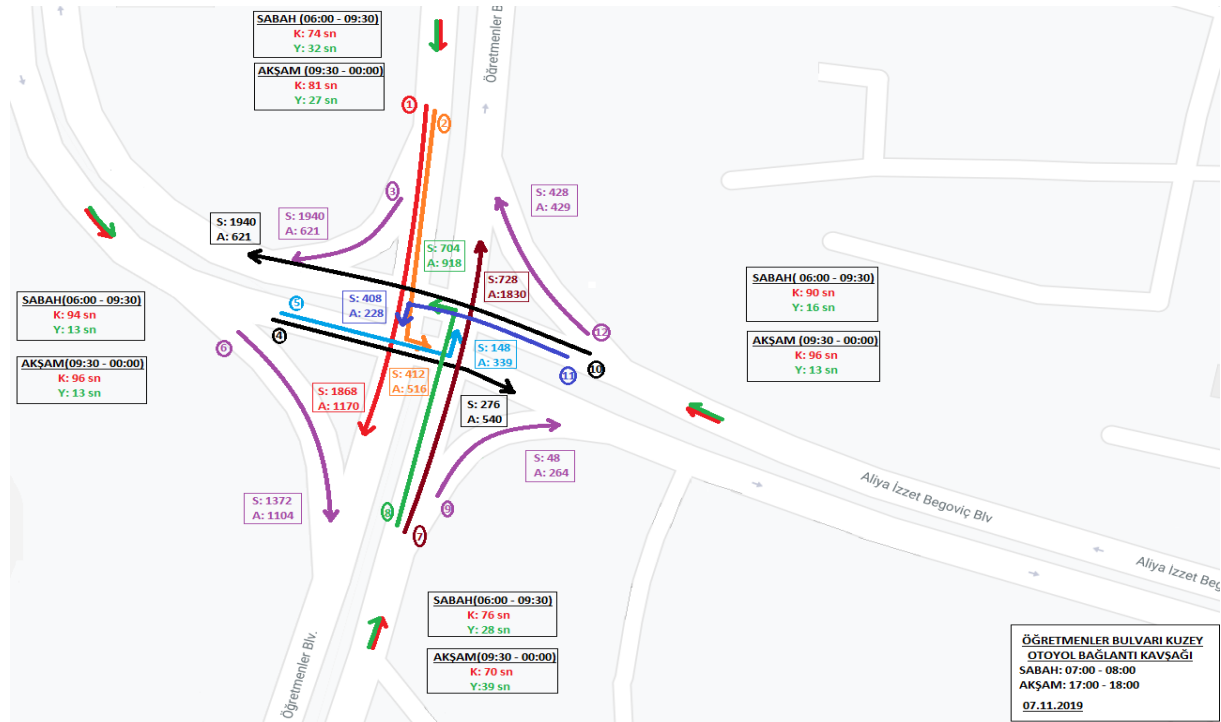 SABAH (06:00 - 09:30)
K: 74 sn
Y: 32 sn
AKŞAM (09:30 - 00:00)
K: 81 sn
Y: 27 sn
Öğretmenler Blv
1
2
3
S: 428
A: 429
S: 1940
A: 621
S: 1940
A: 621
S: 704
A: 918
S:728
A:1830
SABAH( 06:00 - 09:30)
K: 90 sn
Y: 16 sn
AKŞAM (09:30 - 00:00)
K: 96 sn
Y: 13 sn
SABAH(06:00 - 09:30)
K: 94 sn
Y: 13 sn
AKŞAM(09:30 - 00:00)
K: 96 sn
Y: 13 sn
5
S: 408
A: 228
4
6
12
S: 148
A: 339
11
10
S: 412
A: 516
S: 1868
A: 1170
S: 276
A: 540
S: 48
A: 264
S: 1372
A: 1104
8
9
7
Aliya İzzet Begoviç Blv
Aliya İzzet Beg
SABAH(06:00 - 09:30)
K: 76 sn
Y: 28 sn
AKŞAM(09:30 - 00:00)
K: 70 sn
Y:39 sn
Öğretmenler Blv.
ÖĞRETMENLER BULVARI KUZEY
OTOYOL BAĞLANTI KAVŞAĞI
SABAH: 07:00 - 08:00
AKŞAM: 17:00 - 18:00
07.11.2019